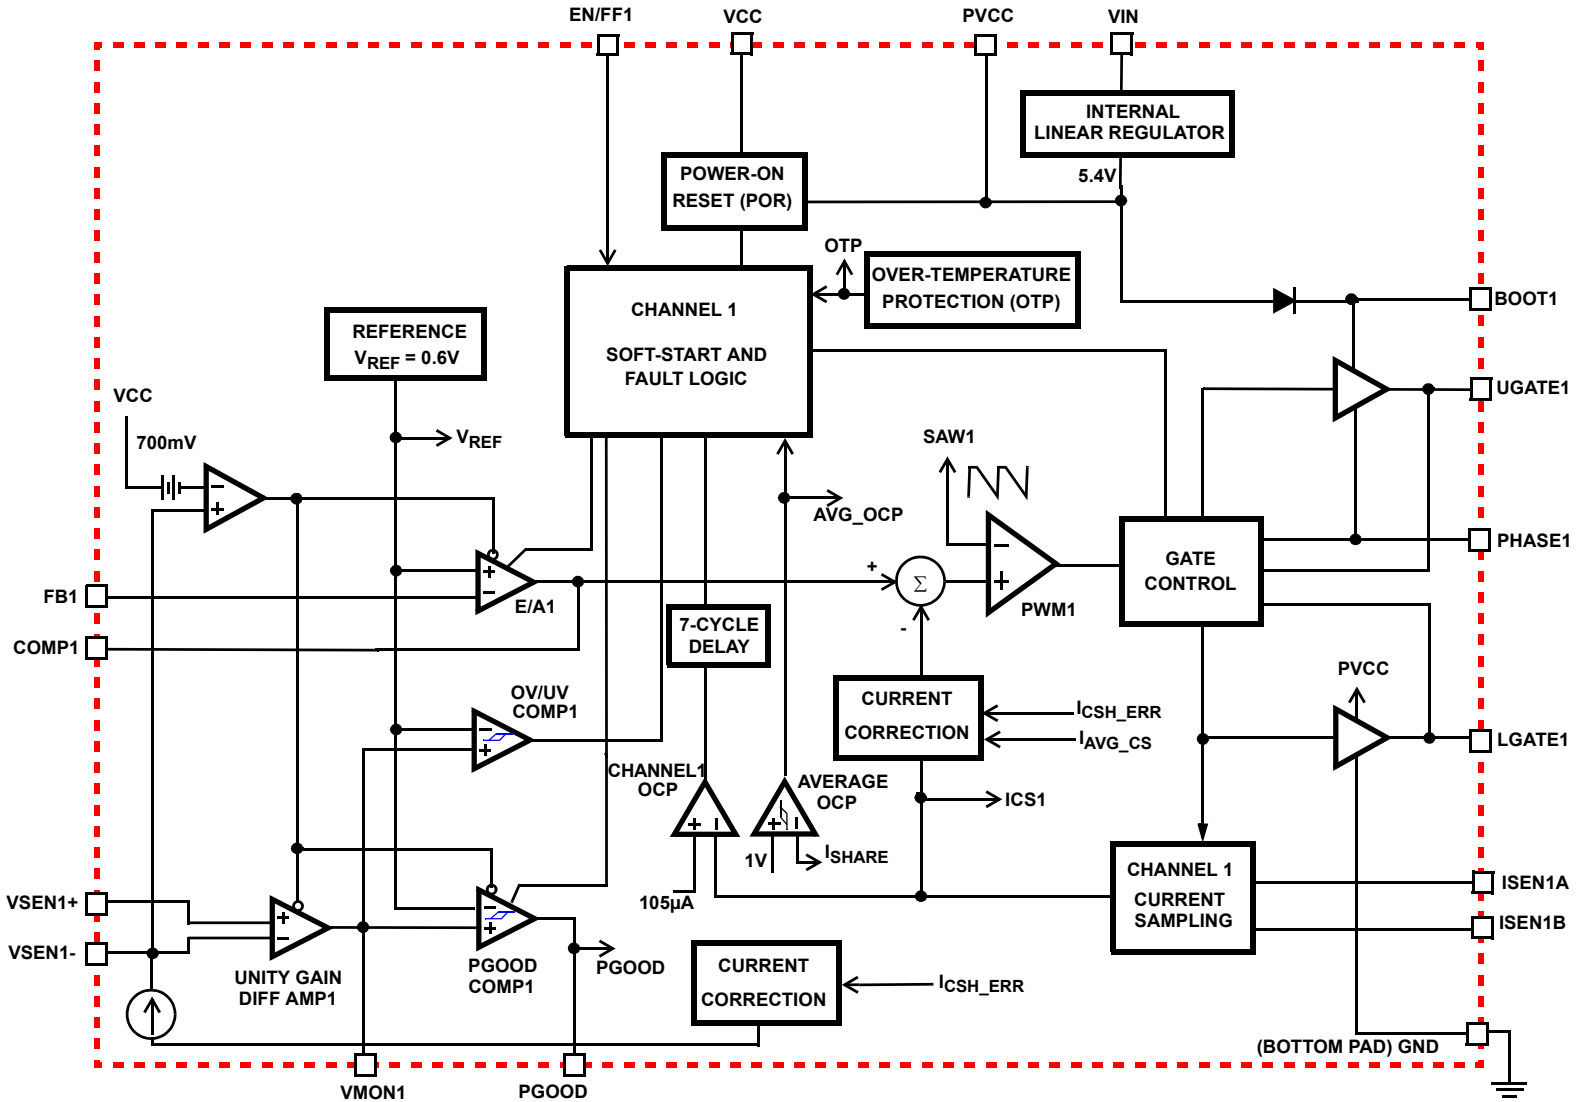 EN/FF1
VCC
PVCC
VIN
INTERNAL
LINEAR REGULATOR
POWER-ON
RESET (POR)
5.4V
OTP
OVER-TEMPERATURE
PROTECTION (OTP)
BOOT1
CHANNEL 1
SOFT-START AND
FAULT LOGIC
REFERENCE
VREF = 0.6V
VCC
700mV
VREF
UGATE1
SAW1
AVG_OCP
−
+
+
−
E/A1
+
Σ
-
−
+
PWM1
GATE
CONTROL
PHASE1
FB1
COMP1
7-CYCLE
DELAY
PVCC
OV/UV
COMP1
−
+
CURRENT
CORRECTION
ICSH_ERR
IAVG_CS
LGATE1
CHANNEL1
OCP
AVERAGE
OCP
ICS1
+ −
+ −
1V
ISHARE
105µA
CHANNEL 1
CURRENT
SAMPLING
ISEN1A
ISEN1B
VSEN1+
VSEN1-
+
−
−
+
UNITY GAIN
DIFF AMP1
PGOOD
COMP1
PGOOD
CURRENT
CORRECTION
ICSH_ERR
(BOTTOM PAD) GND
VMON1
PGOOD